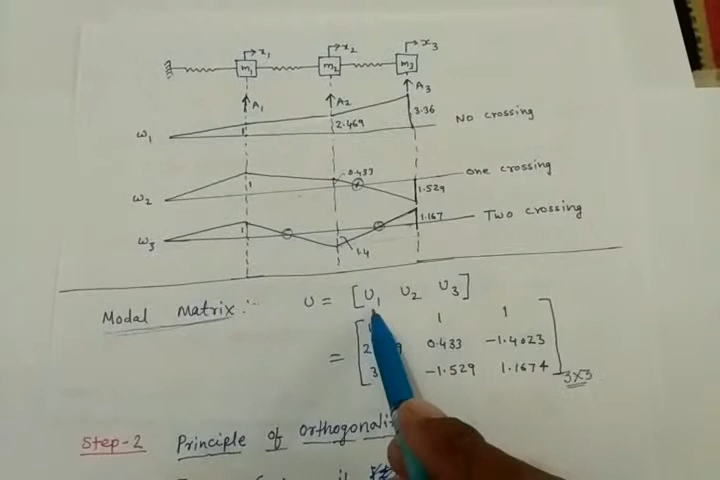 x₁ x₂ x₃
m₁ m₂ m₃
A₁ A₂ A₃
ω₁ 1 2.469 3.36 No crossing
ω₂ 1 0.433 1.529 one crossing
ω₃ 1 1.4 1.167 Two crossing
Modal Matrix :- U = [U₁ U₂ U₃]
1 1
= 0.433 -1.4023
-1.529 1.1674
3×3
Step-2 Principle of orthogonali